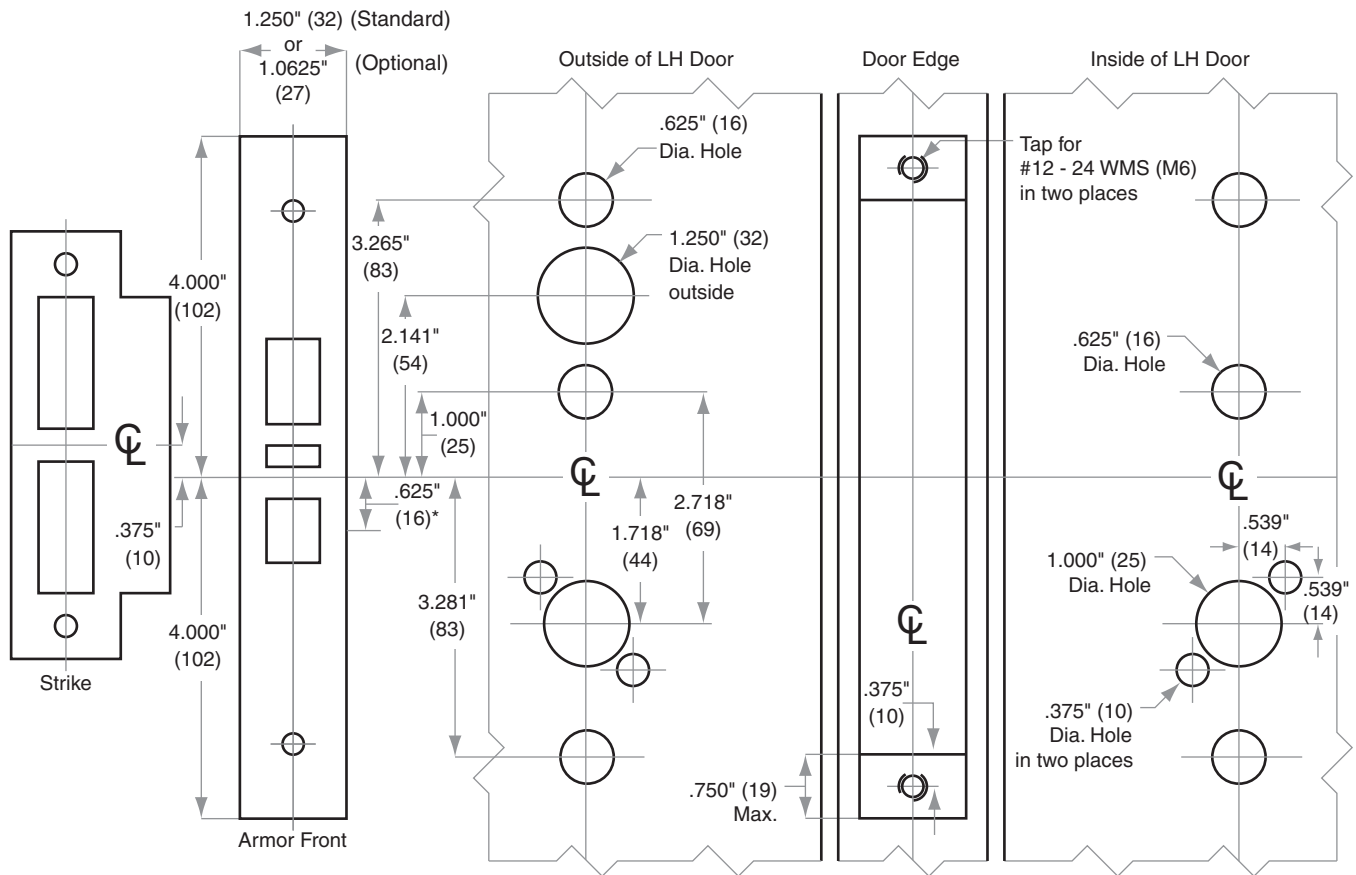 1.250" (32) (Standard)
or
1.0625"
(27)
(Optional)
Outside of LH Door
Door Edge
Inside of LH Door
.625" (16)
Dia. Hole
Tap for
#12 - 24 WMS (M6)
in two places
3.265"
(83)
1.250" (32)
Dia. Hole
outside
4.000"
(102)
2.141"
(54)
.625" (16)
Dia. Hole
1.000"
(25)
℄
℄
℄
.375"
(10)
.625"
(16)*
2.718"
(69)
1.718"
(44)
.539"
(14)
1.000" (25)
Dia. Hole
.539"
(14)
3.281"
(83)
℄
4.000"
(102)
Strike
.375"
(10)
.375" (10)
Dia. Hole
in two places
.750" (19)
Max.
Armor Front